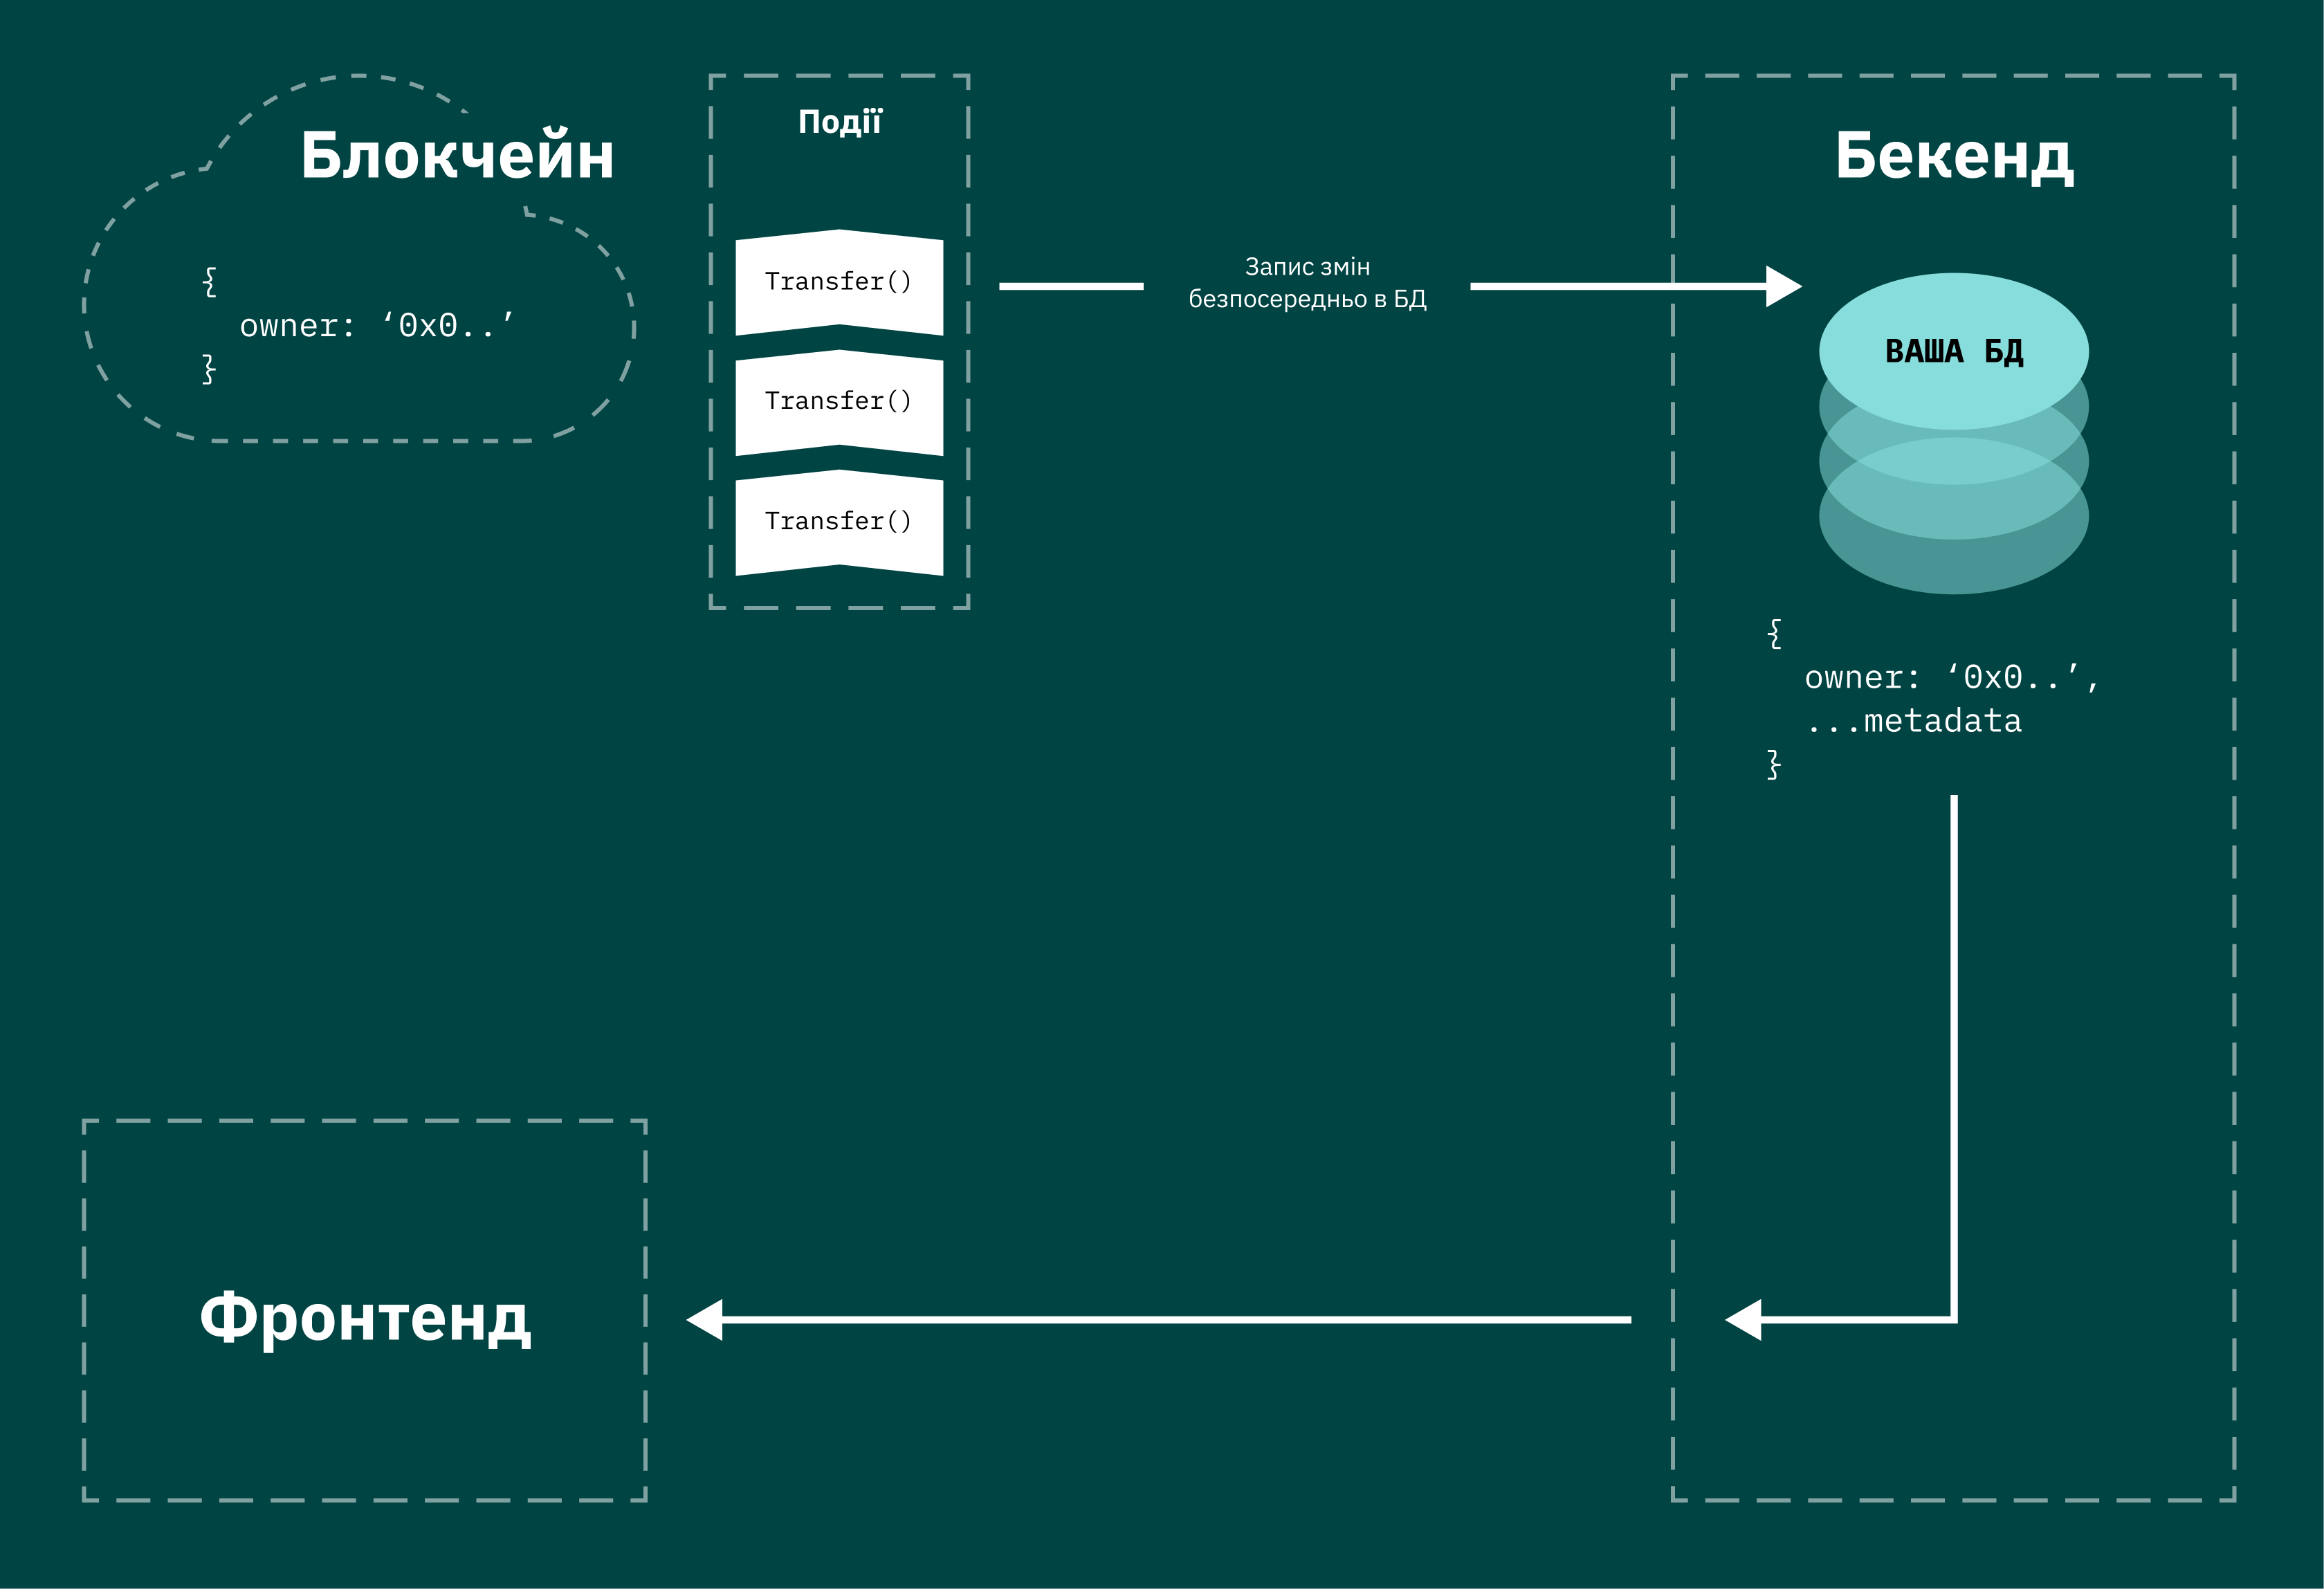 Блокчейн
{
owner: ‘0x0..’
}
Події
Transfer()
Transfer()
Transfer()
Запис змін
безпосередньо в БД
Бекенд
ВАША БД
{
owner: ‘0x0..’,
...metadata
}
Фронтенд